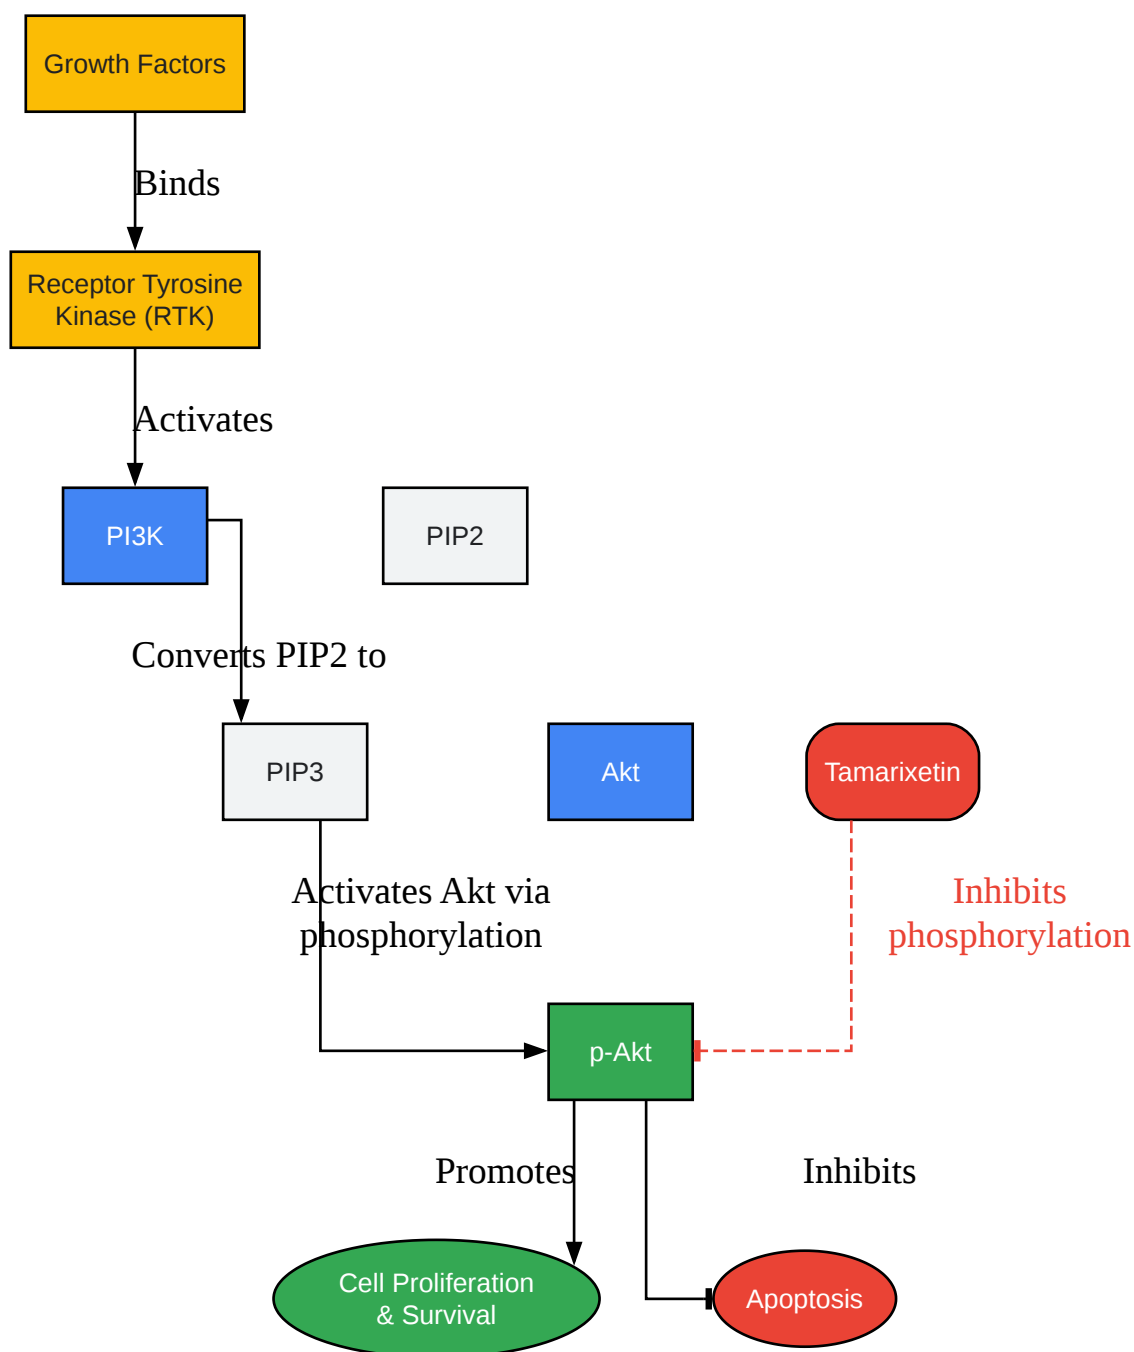 Growth Factors
Binds
Receptor Tyrosine
Kinase (RTK)
Activates
PI3K
PIP2
Converts PIP2 to
PIP3
Akt
Tamarixetin
Activates Akt via
phosphorylation
Inhibits
phosphorylation
p-Akt
Promotes
Inhibits
Cell Proliferation
& Survival
Apoptosis